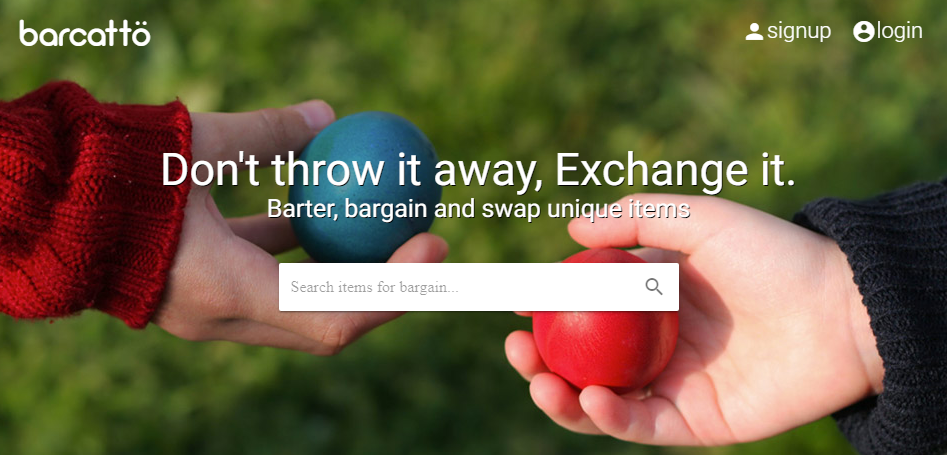 barcattö
signup
login
Don't throw it away, Exchange it.
Barter, bargain and swap unique items
Search items for bargain...